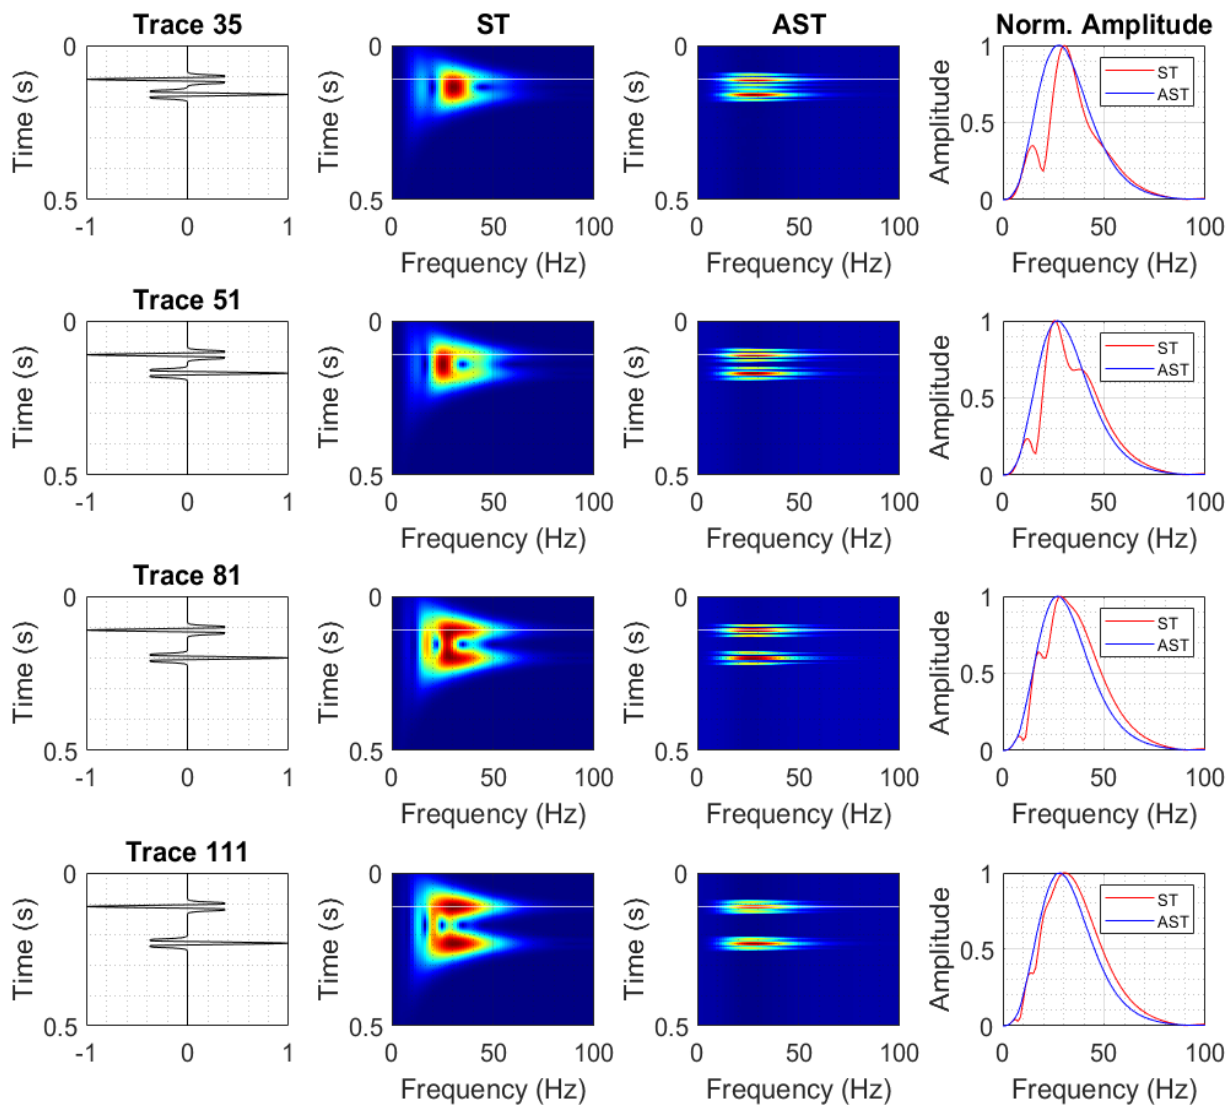 Trace 35 ST AST Norm. Amplitude
0 0 0 1
Time (s) Time (s) Time (s) Amplitude
ST
AST
0.5
0.5 0.5 0.5 0
-1 0 1 0 50 100 0 50 100 0 50 100
Frequency (Hz) Frequency (Hz) Frequency (Hz)
Trace 51
0 0 0 1
Time (s) Time (s) Time (s) Amplitude
ST
AST
0.5
0.5 0.5 0.5 0
-1 0 1 0 50 100 0 50 100 0 50 100
Frequency (Hz) Frequency (Hz) Frequency (Hz)
Trace 81
0 0 0 1
Time (s) Time (s) Time (s) Amplitude
ST
AST
0.5
0.5 0.5 0.5 0
-1 0 1 0 50 100 0 50 100 0 50 100
Frequency (Hz) Frequency (Hz) Frequency (Hz)
Trace 111
0 0 0 1
Time (s) Time (s) Time (s) Amplitude
ST
AST
0.5
0.5 0.5 0.5 0
-1 0 1 0 50 100 0 50 100 0 50 100
Frequency (Hz) Frequency (Hz) Frequency (Hz)